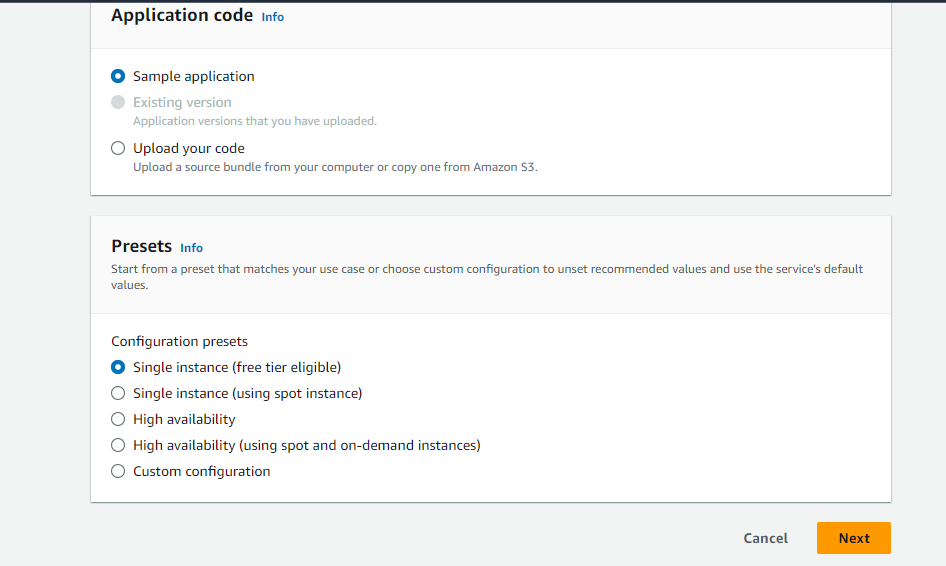 Application code Info
Sample application
Existing version
Application versions that you have uploaded.
Upload your code
Upload a source bundle from your computer or copy one from Amazon S3.
Presets Info
Start from a preset that matches your use case or choose custom configuration to unset recommended values and use the service's default
values.
Configuration presets
Single instance (free tier eligible)
Single instance (using spot instance)
High availability
High availability (using spot and on-demand instances)
Custom configuration
Cancel Next